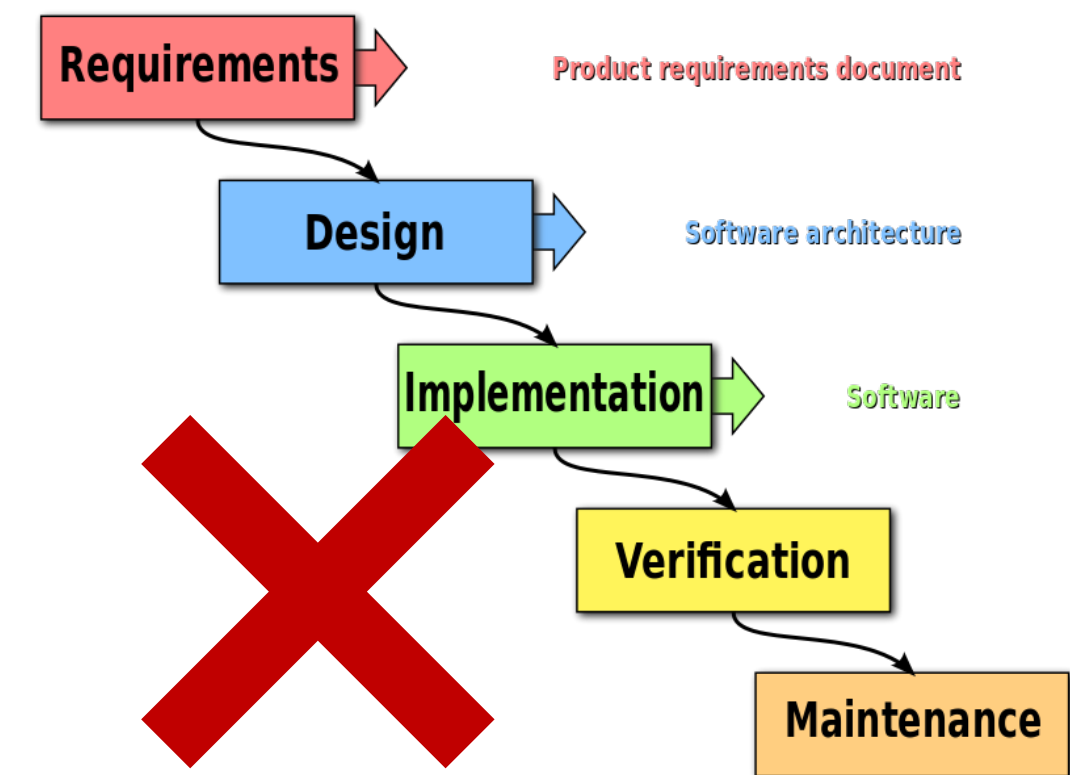 Requirements
Product requirements document
Design
Software architecture
Implementation
Software
Verification
Maintenance